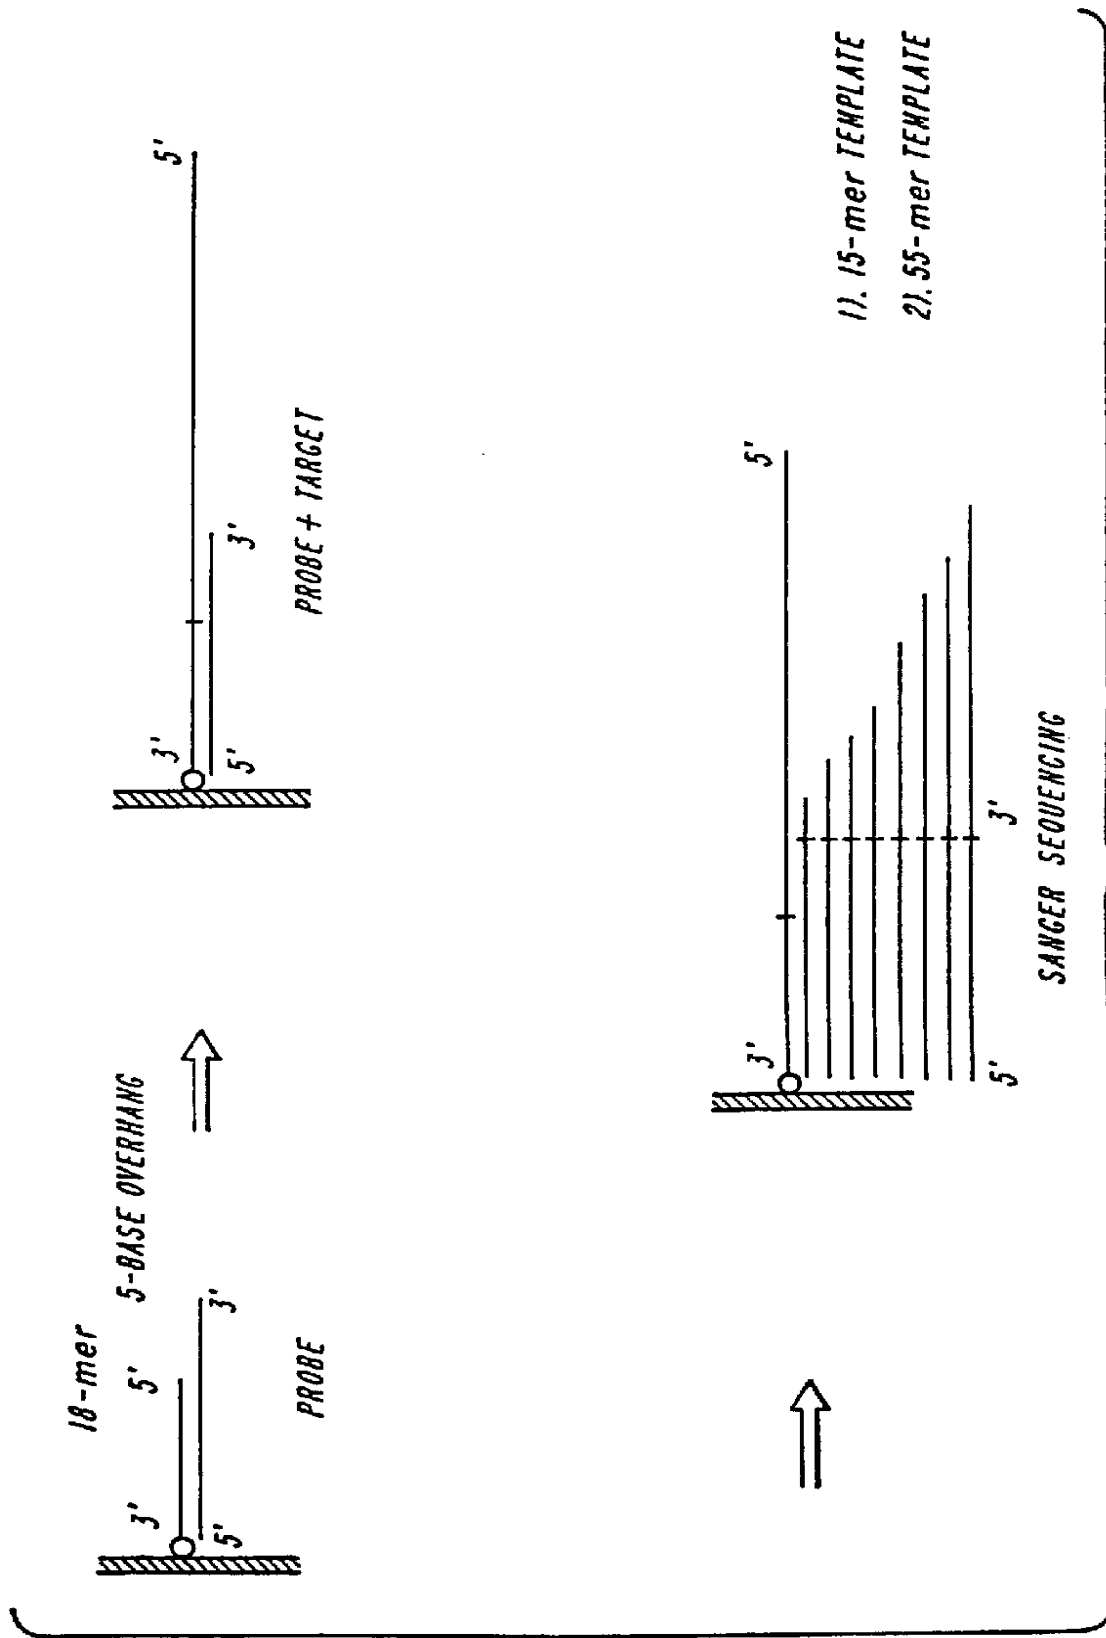 18-mer
3' 5' 5-BASE OVERHANG
5' 3'
PROBE
3' 5'
5' 3'
PROBE + TARGET
3' 5'
5' 3'
SANGER SEQUENCING
1). 15-mer TEMPLATE
2). 55-mer TEMPLATE